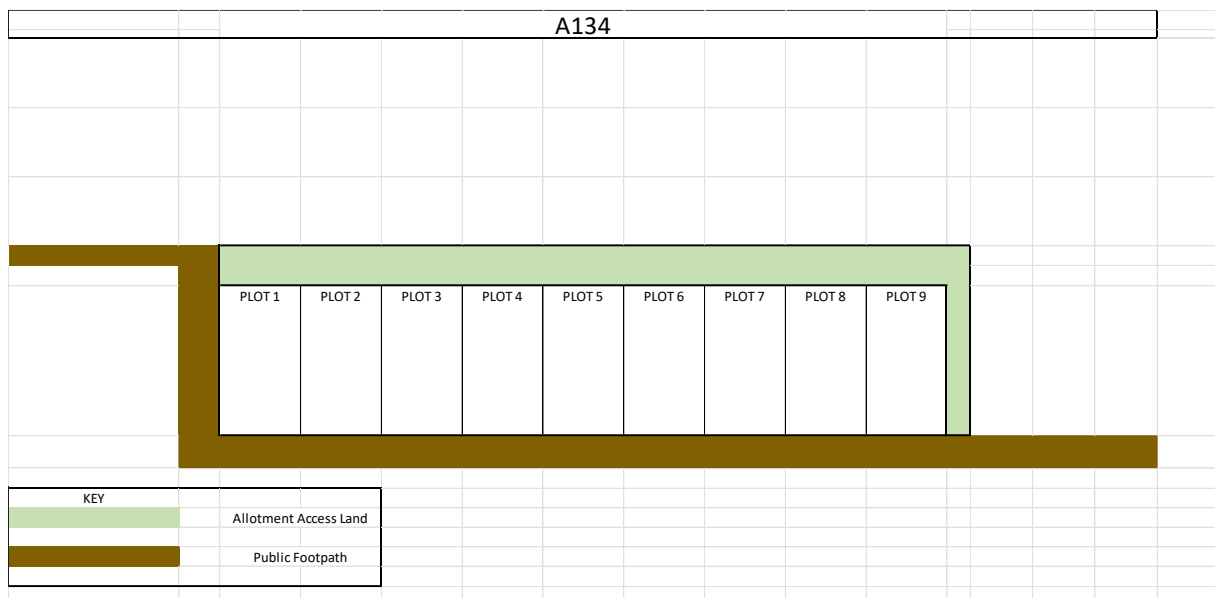 A134
PLOT 1 PLOT 2 PLOT 3 PLOT 4 PLOT 5 PLOT 6 PLOT 7 PLOT 8 PLOT 9
KEY
Allotment Access Land
Public Footpath